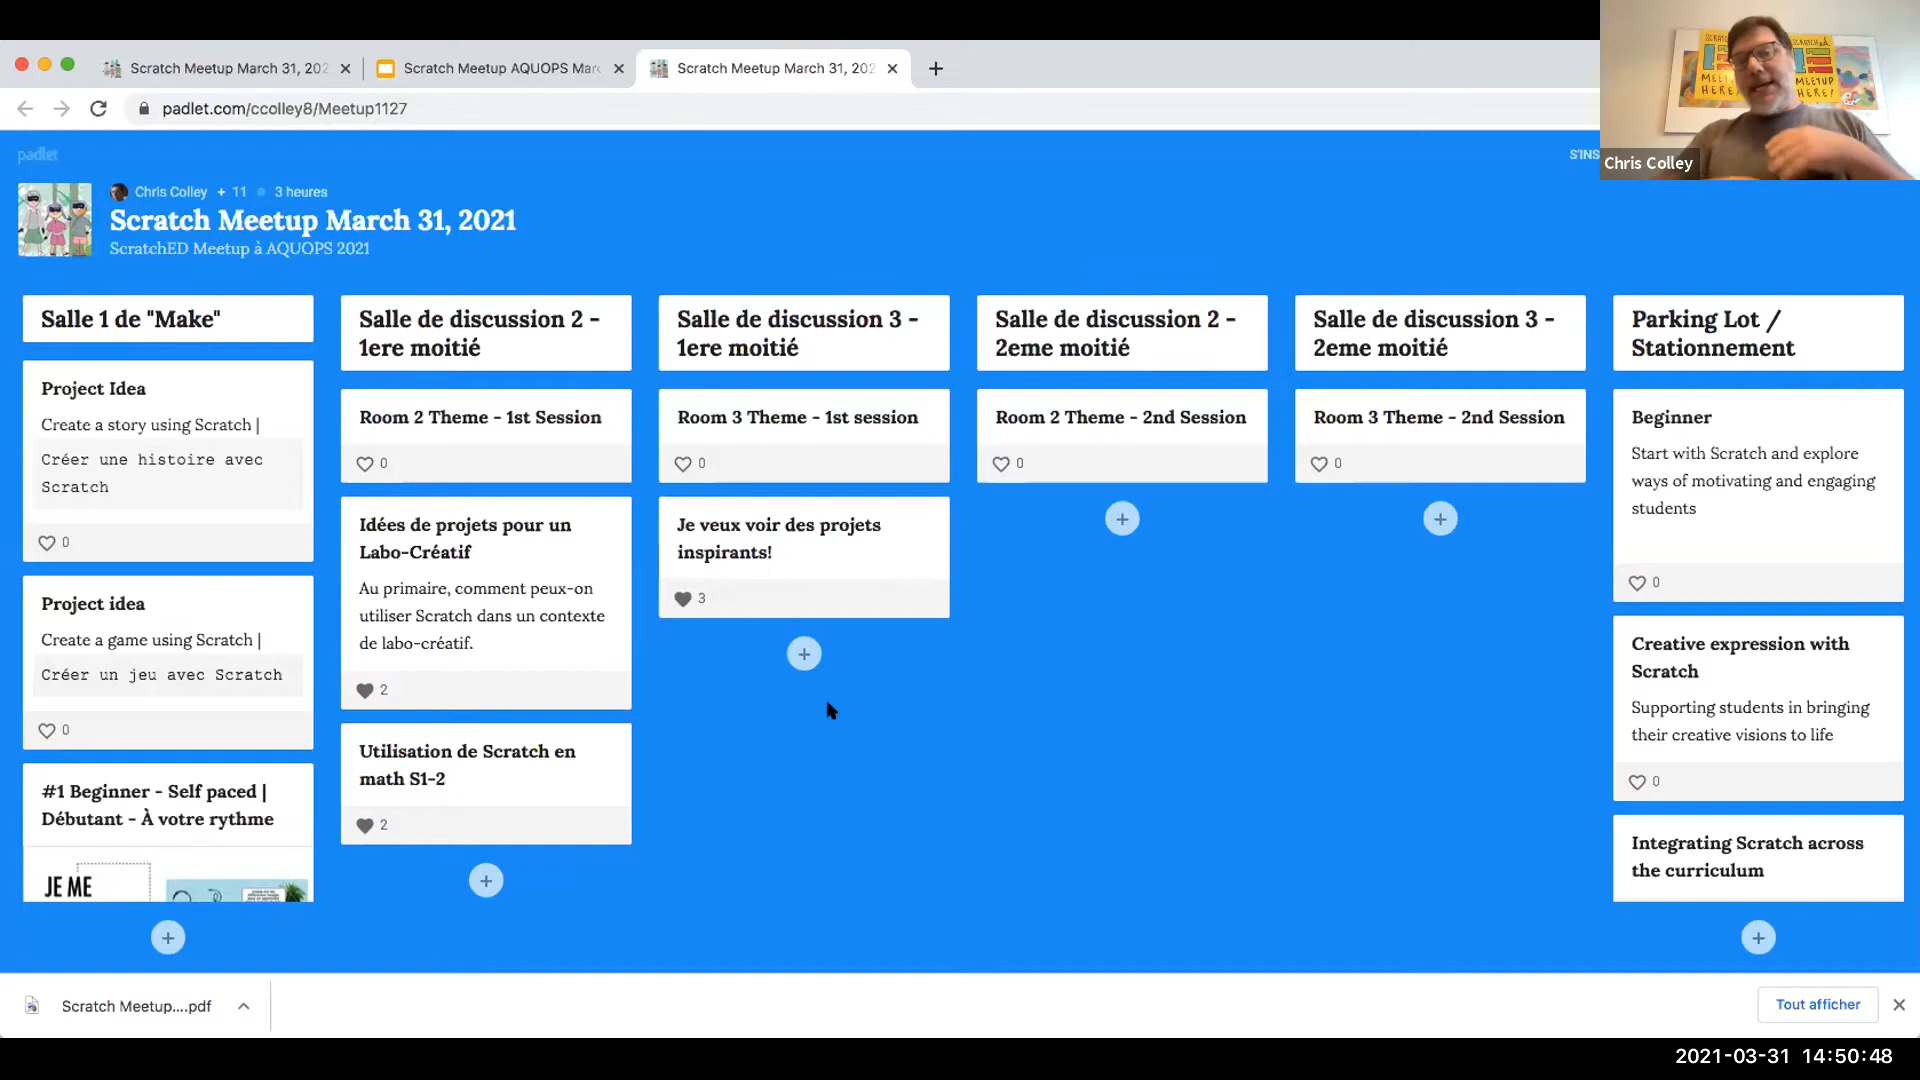 Scratch Meetup March 31, 202
Scratch Meetup AQUOPS Marc
Scratch Meetup March 31, 202
padlet.com/ccolley8/Meetup1127
padlet
S'INS
Chris Colley + 11 3 heures
Scratch Meetup March 31, 2021
ScratchED Meetup à AQUOPS 2021
MEETUP
HERE!
Chris Colley
Salle 1 de "Make"
Project Idea
Create a story using Scratch |
Créer une histoire avec
Scratch
0
Project idea
Create a game using Scratch |
Créer un jeu avec Scratch
0
#1 Beginner - Self paced |
Débutant - À votre rythme
JE ME
Salle de discussion 2 -
1ere moitié
Room 2 Theme - 1st Session
0
Idées de projets pour un
Labo-Créatif
Au primaire, comment peux-on
utiliser Scratch dans un contexte
de labo-créatif.
2
Utilisation de Scratch en
math S1-2
2
Salle de discussion 3 -
1ere moitié
Room 3 Theme - 1st session
0
Je veux voir des projets
inspirants!
3
Salle de discussion 2 -
2eme moitié
Room 2 Theme - 2nd Session
0
Salle de discussion 3 -
2eme moitié
Room 3 Theme - 2nd Session
0
Parking Lot /
Stationnement
Beginner
Start with Scratch and explore
ways of motivating and engaging
students
0
Creative expression with
Scratch
Supporting students in bringing
their creative visions to life
0
Integrating Scratch across
the curriculum
Scratch Meetup....pdf
Tout afficher
2021-03-31 14:50:48